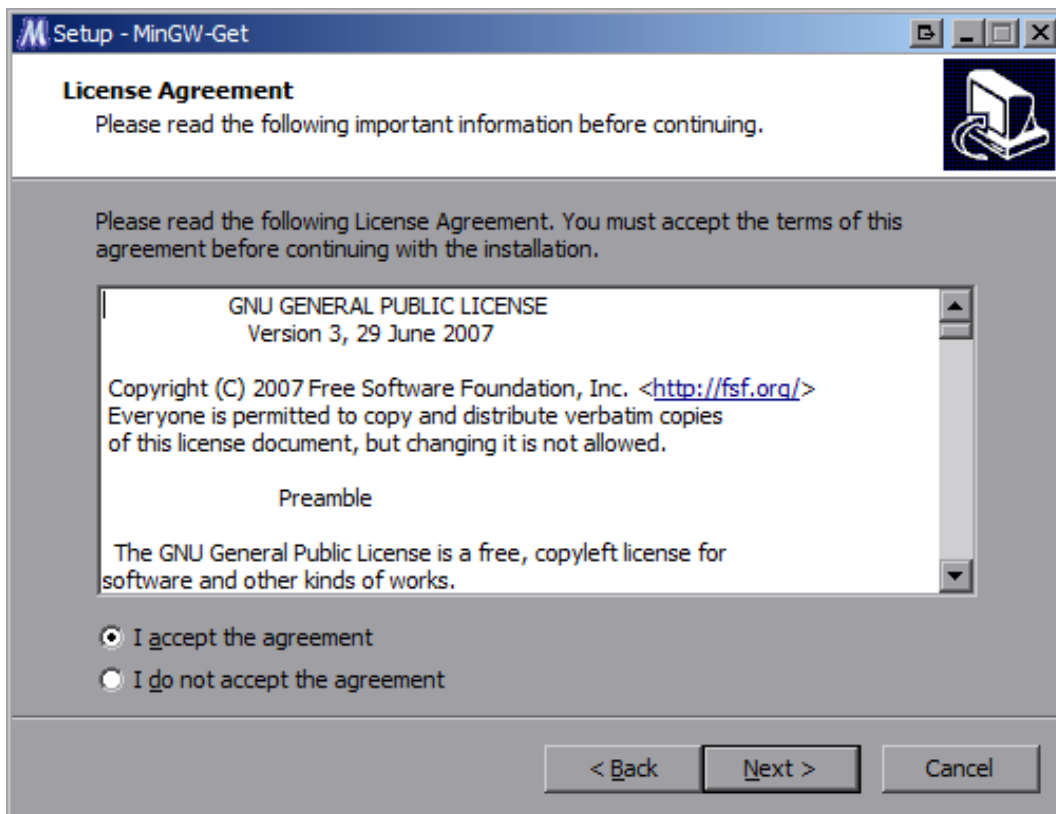 Setup - MinGW-Get
License Agreement
Please read the following important information before continuing.
Please read the following License Agreement. You must accept the terms of this
agreement before continuing with the installation.
GNU GENERAL PUBLIC LICENSE
Version 3, 29 June 2007
Copyright (C) 2007 Free Software Foundation, Inc. <http://fsf.org/>
Everyone is permitted to copy and distribute verbatim copies
of this license document, but changing it is not allowed.
Preamble
The GNU General Public License is a free, copyleft license for
software and other kinds of works.
I accept the agreement
I do not accept the agreement
< Back Next > Cancel